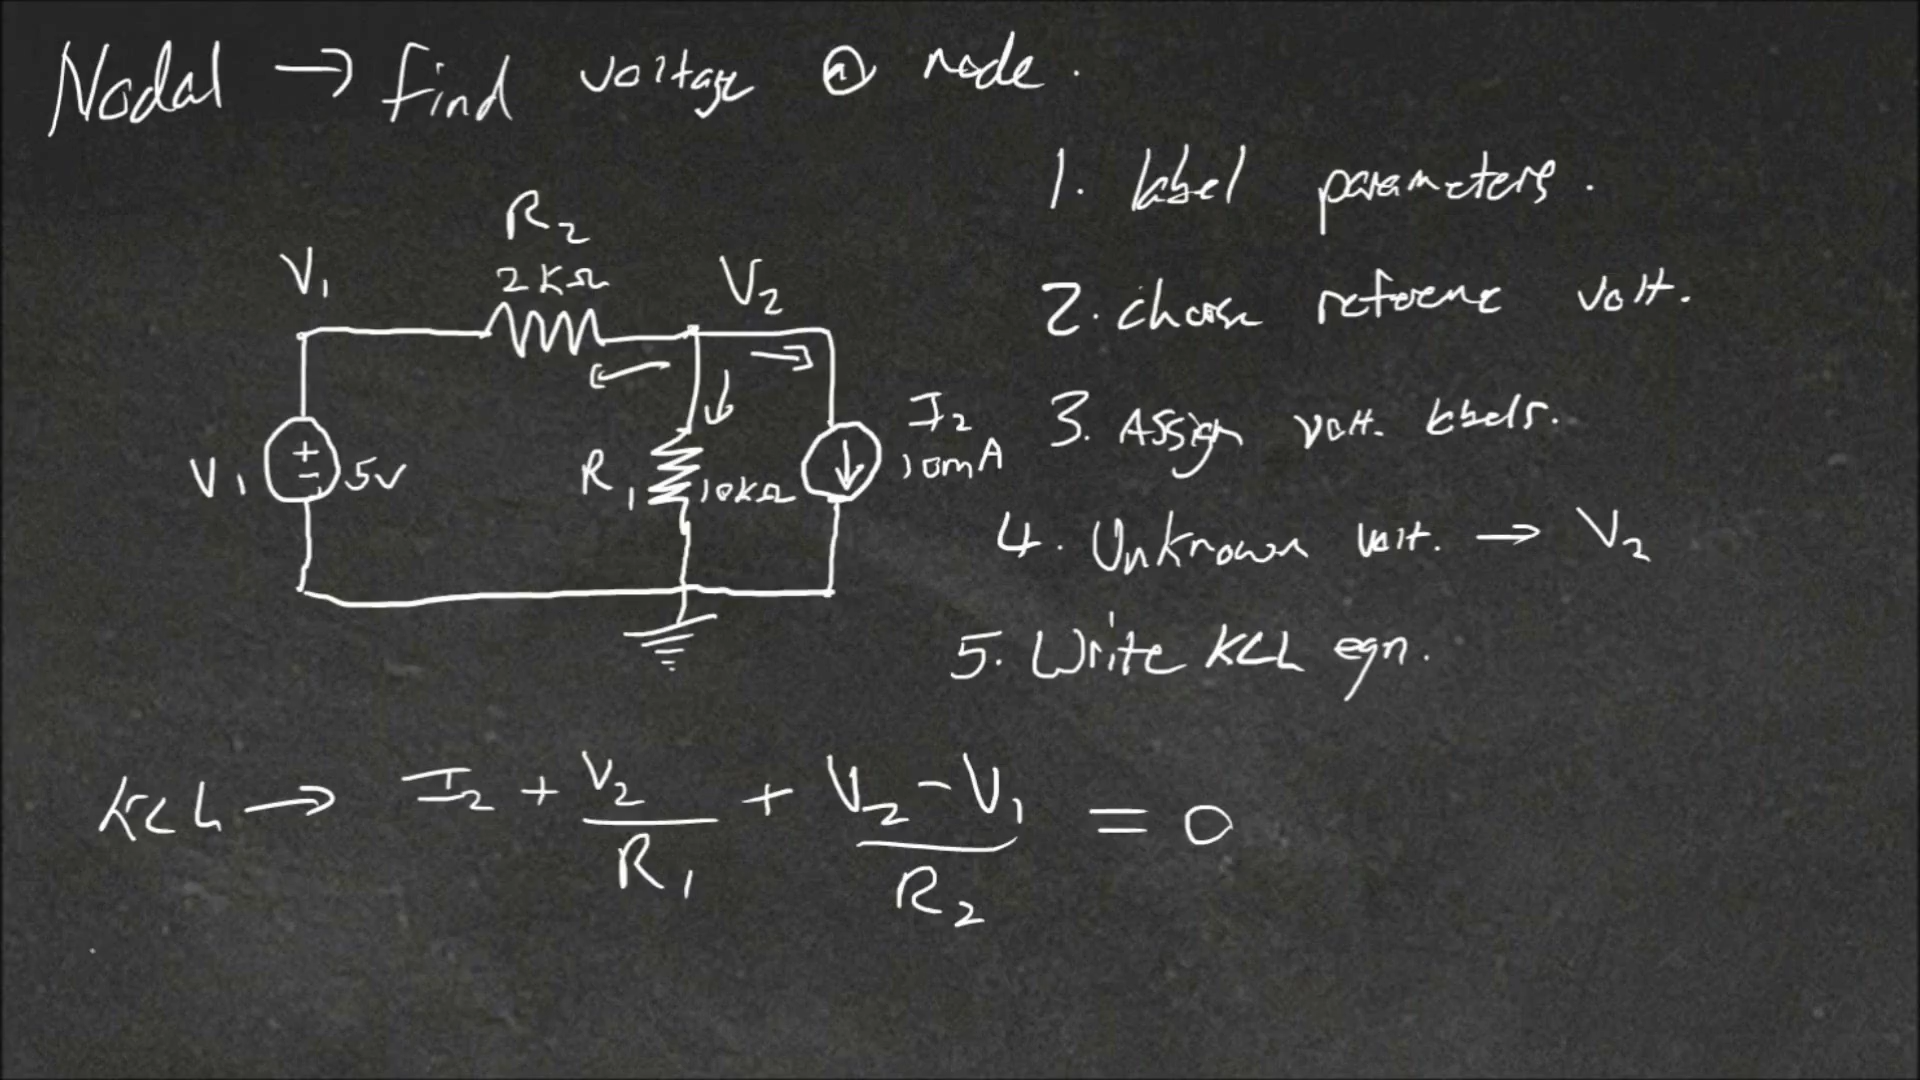 Nodal → find voltage @ node.
1. label parameters.
R2
2KΩ
V1
V2
2. choose reference volt.
I2
10mA
3. Assign volt. labels.
V1
+
−
5V
R1
10KΩ
4. Unknown volt. → V2
5. Write KCL eqn.
KCL → I2 + V2/R1 + (V2 − V1)/R2 = 0